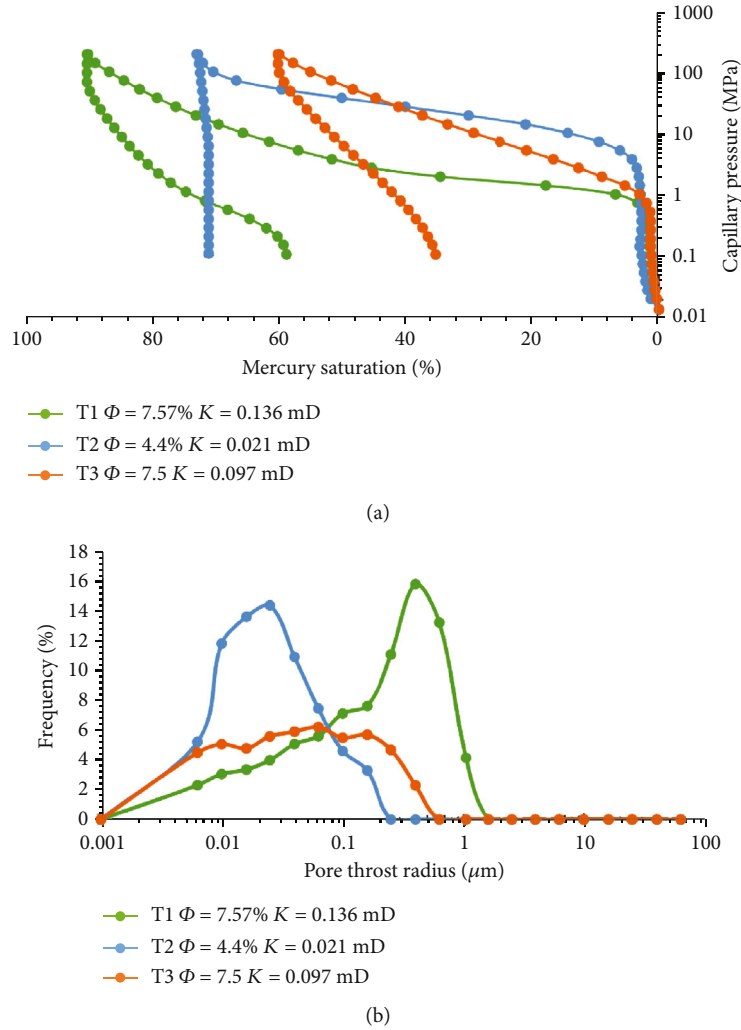 1000
100
10
1
0.1
0.01
Capillary pressure (MPa)
100 80 60 40 20 0
Mercury saturation (%)
T1 Φ = 7.57% K = 0.136 mD
T2 Φ = 4.4% K = 0.021 mD
T3 Φ = 7.5 K = 0.097 mD
(a)
18
16
14
12
10
8
6
4
2
0
Frequency (%)
0.001 0.01 0.1 1 10 100
Pore throst radius (μm)
T1 Φ = 7.57% K = 0.136 mD
T2 Φ = 4.4% K = 0.021 mD
T3 Φ = 7.5 K = 0.097 mD
(b)